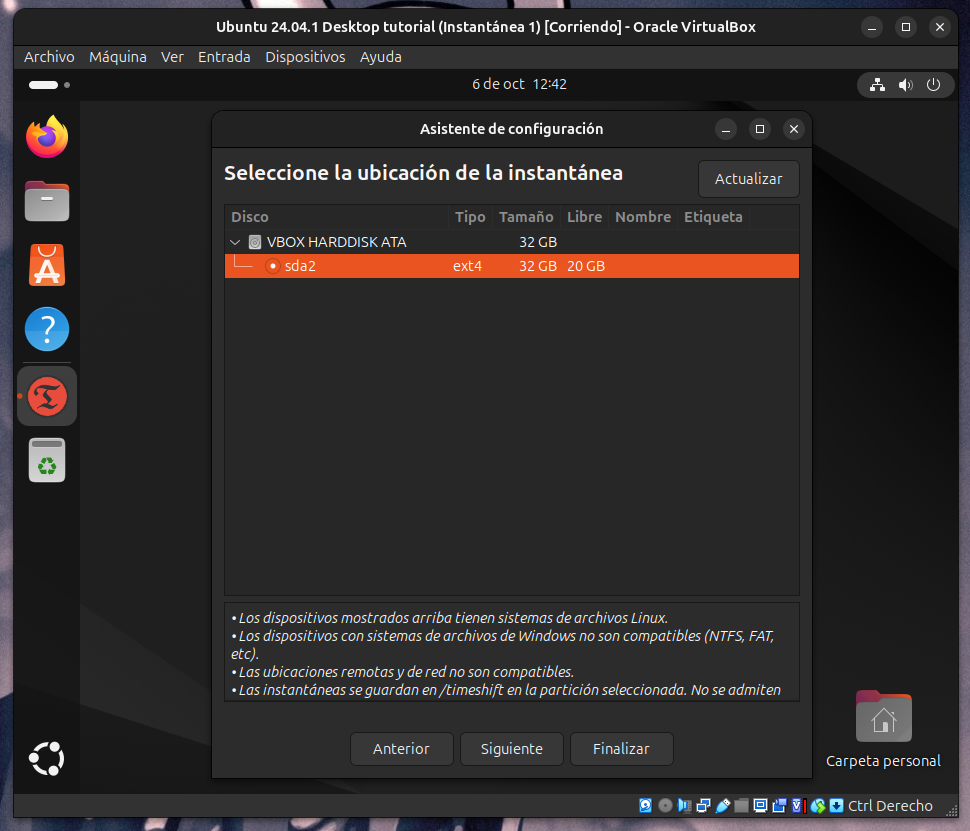 Ubuntu 24.04.1 Desktop tutorial (Instantánea 1) [Corriendo] - Oracle VirtualBox
Archivo Máquina Ver Entrada Dispositivos Ayuda
6 de oct 12:42
Asistente de configuración
Seleccione la ubicación de la instantánea
Actualizar
Disco Tipo Tamaño Libre Nombre Etiqueta
VBOX HARDDISK ATA 32 GB
sda2 ext4 32 GB 20 GB
• Los dispositivos mostrados arriba tienen sistemas de archivos Linux.
• Los dispositivos con sistemas de archivos de Windows no son compatibles (NTFS, FAT,
etc).
• Las ubicaciones remotas y de red no son compatibles.
• Las instantáneas se guardan en /timeshift en la partición seleccionada. No se admiten
Anterior Siguiente Finalizar
Carpeta personal
Ctrl Derecho